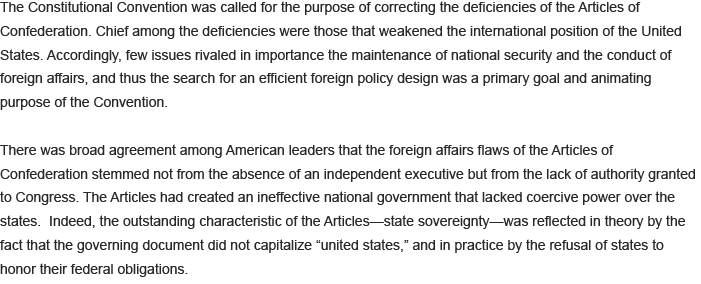 The Constitutional Convention was called for the purpose of correcting the deficiencies of the Articles of
Confederation. Chief among the deficiencies were those that weakened the international position of the United
States. Accordingly, few issues rivaled in importance the maintenance of national security and the conduct of
foreign affairs, and thus the search for an efficient foreign policy design was a primary goal and animating
purpose of the Convention.

There was broad agreement among American leaders that the foreign affairs flaws of the Articles of
Confederation stemmed not from the absence of an independent executive but from the lack of authority granted
to Congress. The Articles had created an ineffective national government that lacked coercive power over the
states.  Indeed, the outstanding characteristic of the Articles—state sovereignty—was reflected in theory by the
fact that the governing document did not capitalize “united states,” and in practice by the refusal of states to
honor their federal obligations.